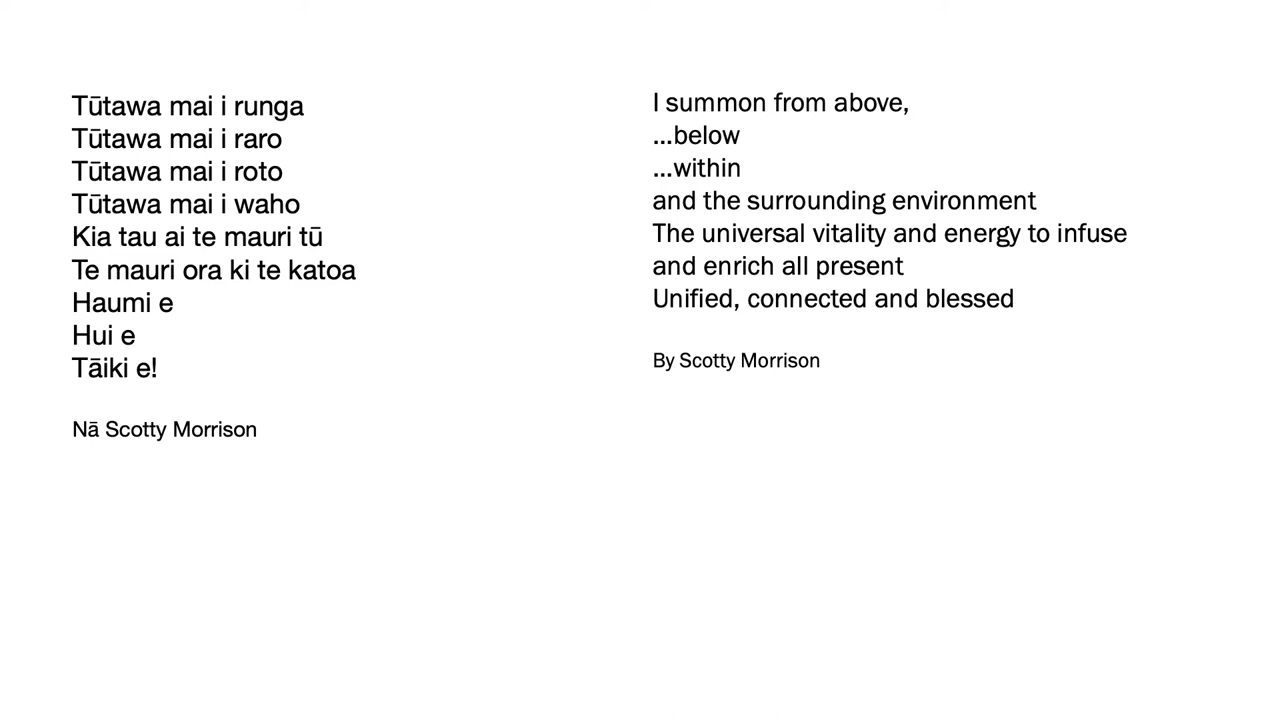 Tūtawa mai i runga
Tūtawa mai i raro
Tūtawa mai i roto
Tūtawa mai i waho
Kia tau ai te mauri tū
Te mauri ora ki te katoa
Haumi e
Hui e
Tāiki e!
Nā Scotty Morrison
I summon from above,
...below
...within
and the surrounding environment
The universal vitality and energy to infuse
and enrich all present
Unified, connected and blessed
By Scotty Morrison